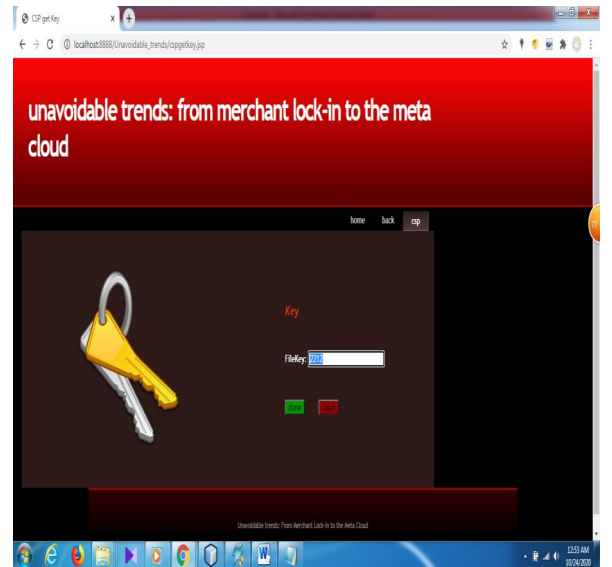 CSP get Key
localhost:8888/Unavoidable_trends/cspgetkey.jsp
unavoidable trends: from merchant lock-in to the meta
cloud
home back csp
77
Key
FileKey: 2212
Unavoidable trends: From Merchant Lock-In to the Meta Cloud
12:53 AM
10/24/2020